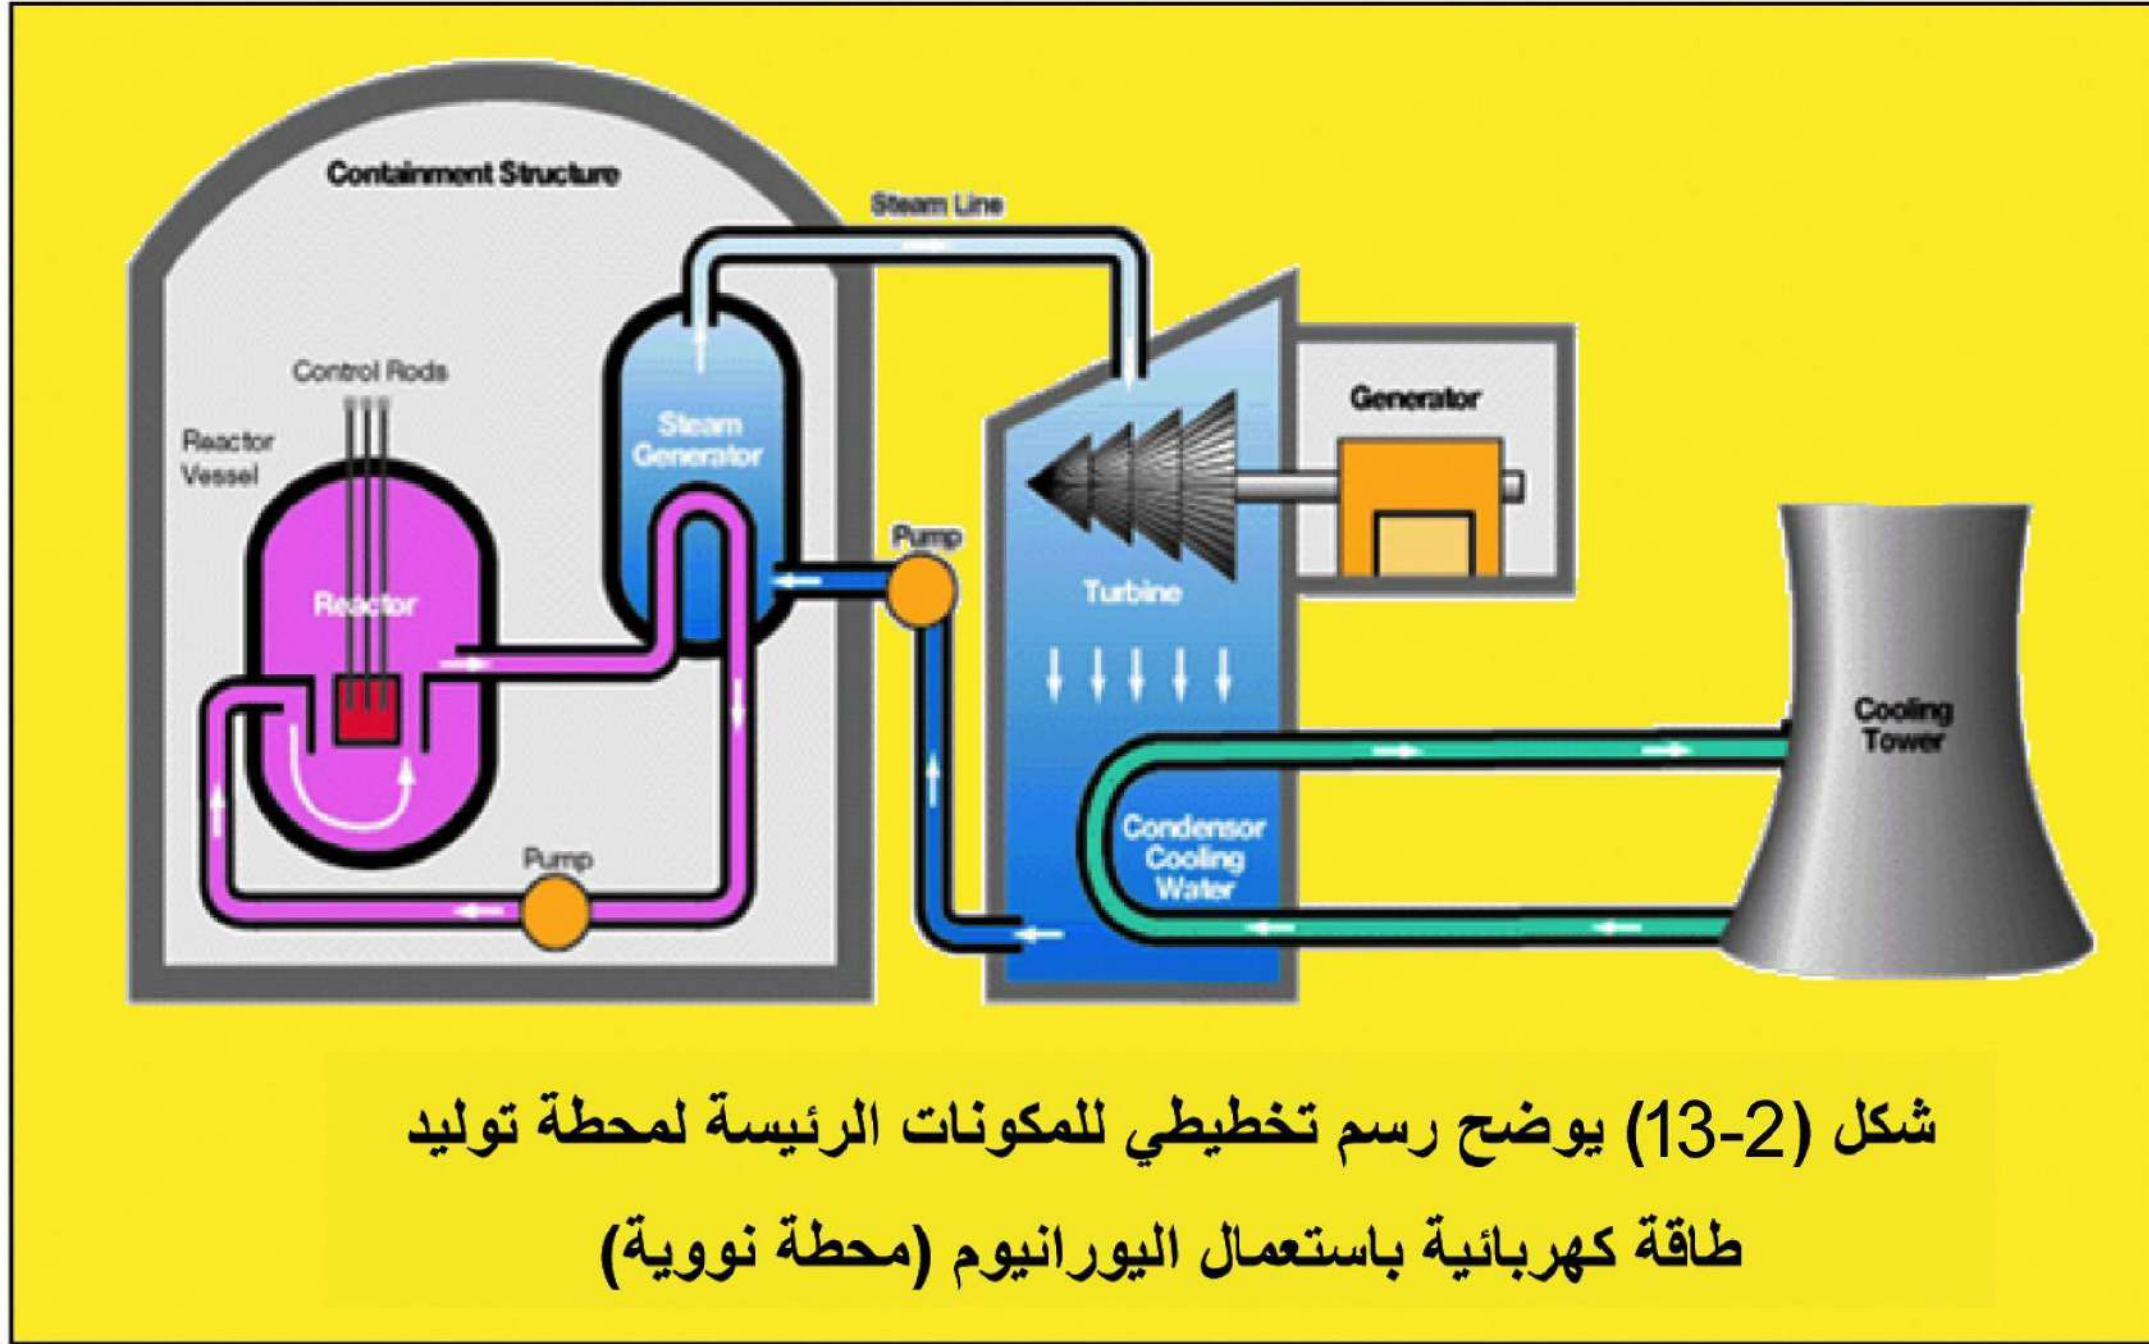 Containment Structure
Steam Line
Control Rods
Reactor
Vessel
Steam
Generator
Generator
Pump
Reactor
Turbine
Cooling
Tower
Condensor
Cooling
Water
Pump
شكل (2-13) يوضح رسم تخطيطي للمكونات الرئيسة لمحطة توليد
طاقة كهربائية باستعمال اليورانيوم (محطة نووية)